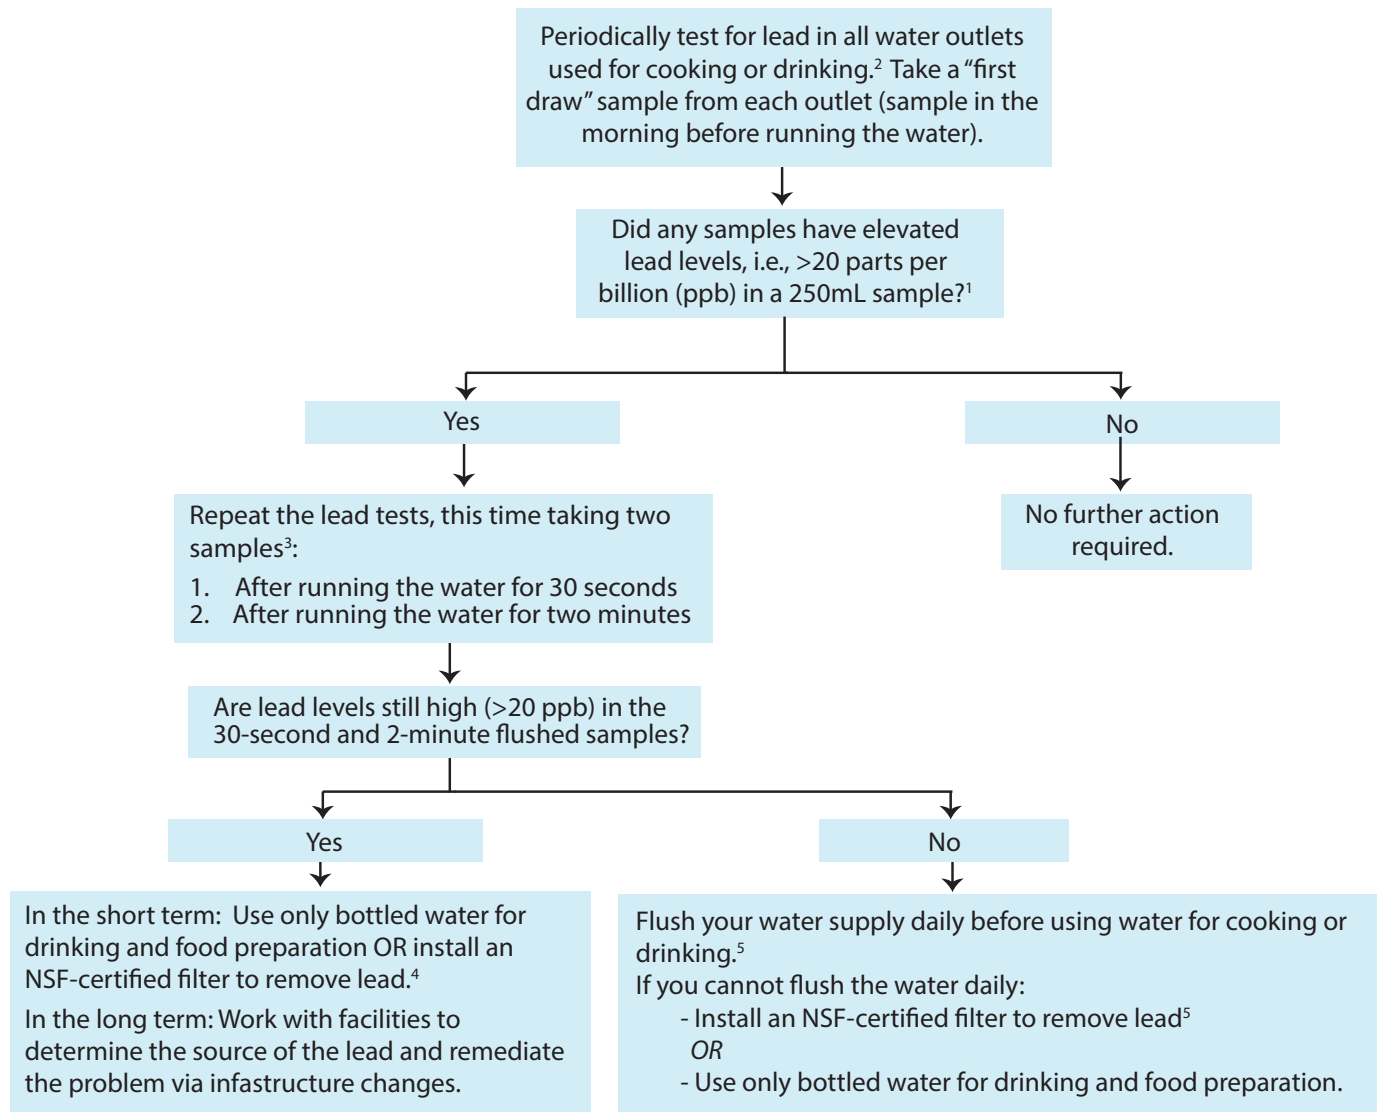 Periodically test for lead in all water outlets
used for cooking or drinking.² Take a “first
draw” sample from each outlet (sample in the
morning before running the water).
Did any samples have elevated
lead levels, i.e., >20 parts per
billion (ppb) in a 250mL sample?¹
Yes
No
Repeat the lead tests, this time taking two
samples³:
1. After running the water for 30 seconds
2. After running the water for two minutes
No further action
required.
Are lead levels still high (>20 ppb) in the
30-second and 2-minute flushed samples?
Yes
No
In the short term: Use only bottled water for
drinking and food preparation OR install an
NSF-certified filter to remove lead.⁴
In the long term: Work with facilities to
determine the source of the lead and remediate
the problem via infastructure changes.
Flush your water supply daily before using water for cooking or
drinking.⁵
If you cannot flush the water daily:
- Install an NSF-certified filter to remove lead⁵
OR
- Use only bottled water for drinking and food preparation.